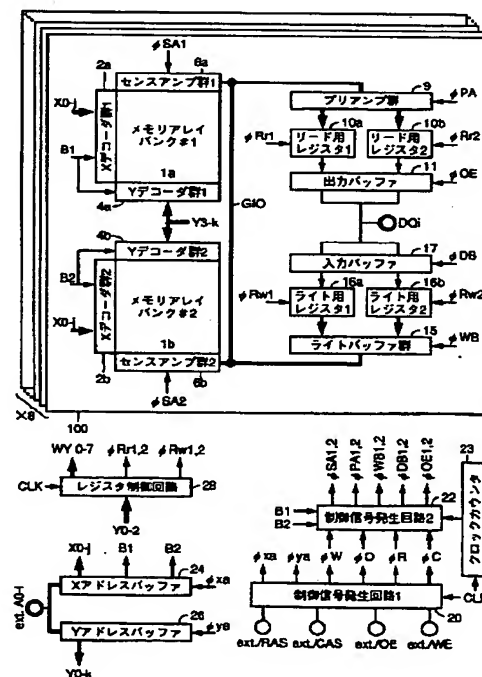 φSA1
2a
6a
センスアンプ群1
X0-j
Xデコーダ群1
メモリアレイ
バンク#1
1a
B1
Yデコーダ群1
4a
Y3-k
4b
Yデコーダ群2
B2
Xデコーダ群2
メモリアレイ
バンク#2
1b
X0-j
センスアンプ群2
2b
6b
φSA2
GIO
9
プリアンプ群
φPA
10a
10b
φRr1
リード用
レジスタ1
リード用
レジスタ2
φRr2
11
出力バッファ
φOE
DQi
17
入力バッファ
φDB
16a
16b
φRw1
ライト用
レジスタ1
ライト用
レジスタ2
φRw2
15
ライトバッファ群
φWB
×8
100
WY 0-7
φRr1,2
φRw1,2
CLK
レジスタ制御回路
28
Y0-2
X0-j
B1
B2
24
Xアドレスバッファ
φxa
ext.A0-i
26
Yアドレスバッファ
φya
Y0-k
φSA1,2
φPA1,2
φWB1,2
φDB1,2
φOE1,2
23
B1
B2
制御信号発生回路2
22
クロックカウンタ
φxa
φya
φW
φO
φR
φC
CLK
制御信号発生回路1
20
ext./RAS
ext./CAS
ext./OE
ext./WE